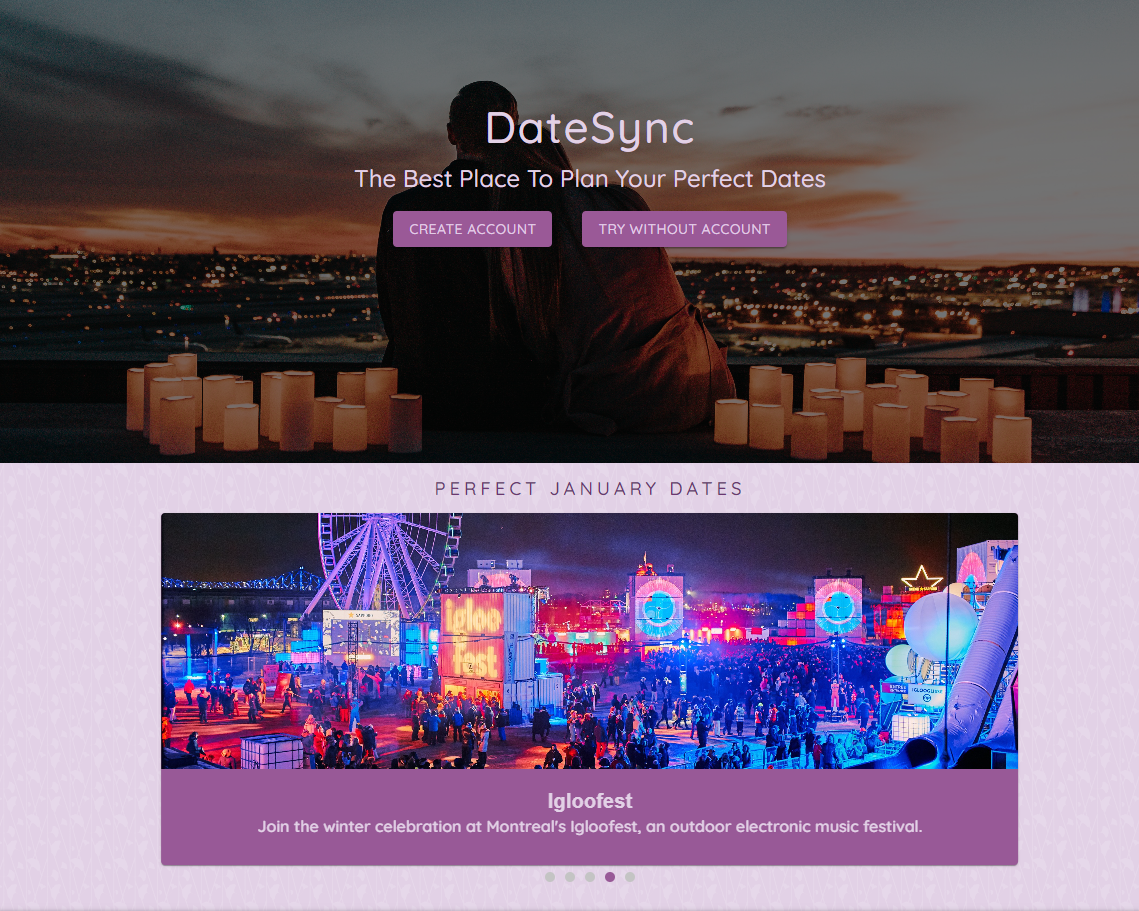 DateSync
The Best Place To Plan Your Perfect Dates
CREATE ACCOUNT
TRY WITHOUT ACCOUNT
PERFECT JANUARY DATES
igloo
fest
Igloofest
Join the winter celebration at Montreal's Igloofest, an outdoor electronic music festival.